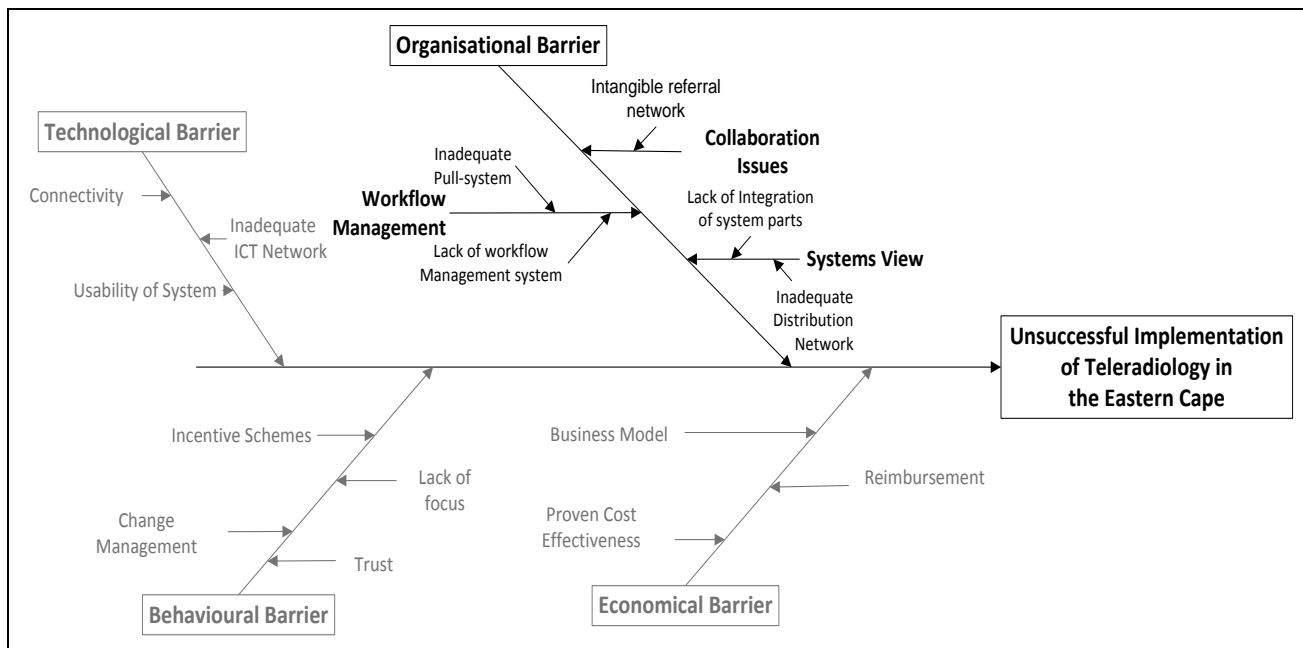 Organisational Barrier
Intangible referral
network
Technological Barrier
Collaboration
Issues
Inadequate
Pull-system
Connectivity
Workflow
Management
Lack of Integration
of system parts
Inadequate
ICT Network
Lack of workflow
Management system
Systems View
Usability of System
Inadequate
Distribution
Network
Unsuccessful Implementation
of Teleradiology in
the Eastern Cape
Incentive Schemes
Business Model
Lack of
focus
Reimbursement
Change
Management
Proven Cost
Effectiveness
Trust
Behavioural Barrier
Economical Barrier